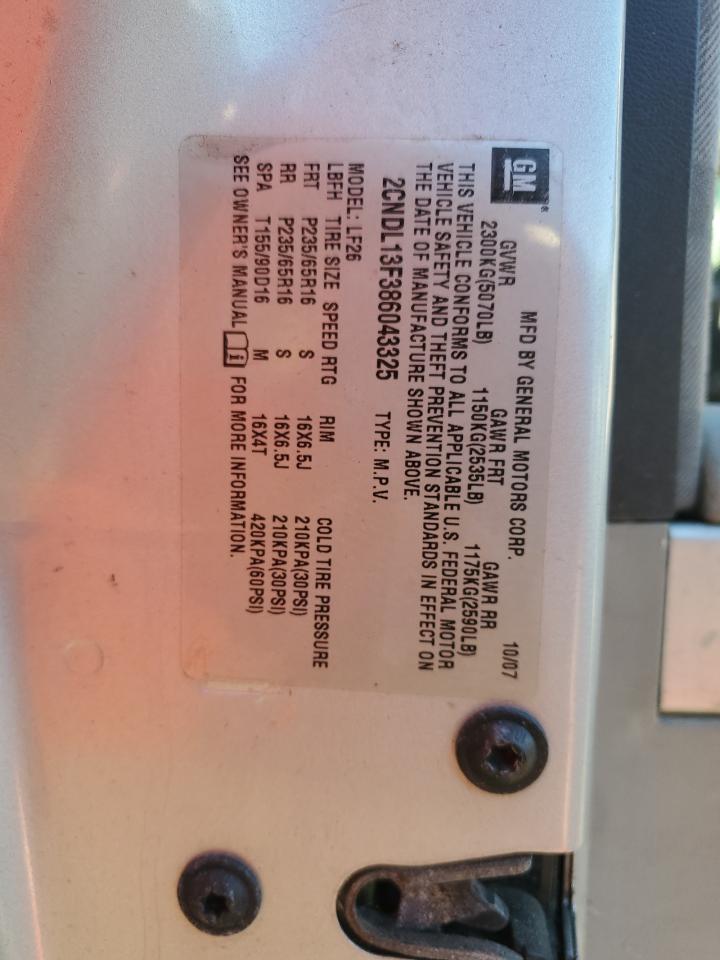 GM®
MFD BY GENERAL MOTORS CORP. 10/07
GVWR GAWR FRT GAWR RR
2300KG(5070LB) 1150KG(2535LB) 1175KG(2590LB)
THIS VEHICLE CONFORMS TO ALL APPLICABLE U.S. FEDERAL MOTOR
VEHICLE SAFETY AND THEFT PREVENTION STANDARDS IN EFFECT ON
THE DATE OF MANUFACTURE SHOWN ABOVE.
2CNDL13F386043325 TYPE: M.P.V.
MODEL: LF26
LBFH TIRE SIZE SPEED RTG RIM COLD TIRE PRESSURE
FRT P235/65R16 S 16X6.5J 210KPA(30PSI)
RR P235/65R16 S 16X6.5J 210KPA(30PSI)
SPA T155/90D16 M 16X4T 420KPA(60PSI)
SEE OWNER'S MANUAL i FOR MORE INFORMATION.